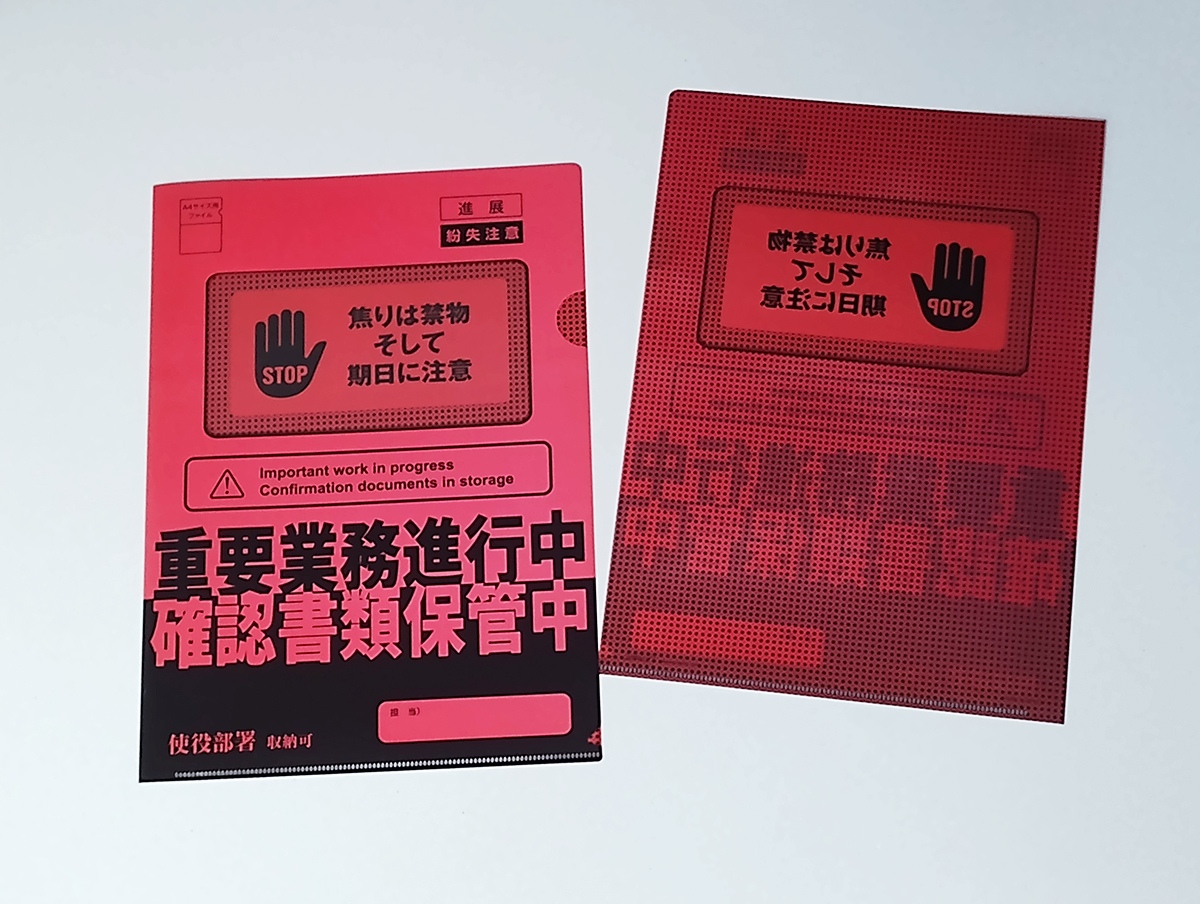 A4サイズ用
ファイル
進 展
紛失注意
焦りは禁物
そして
期日に注意
STOP
Important work in progress
Confirmation documents in storage
重要業務進行中
確認書類保管中
担 当)
使役部署 収納可
焦りは禁物
そして
期日に注意
STOP